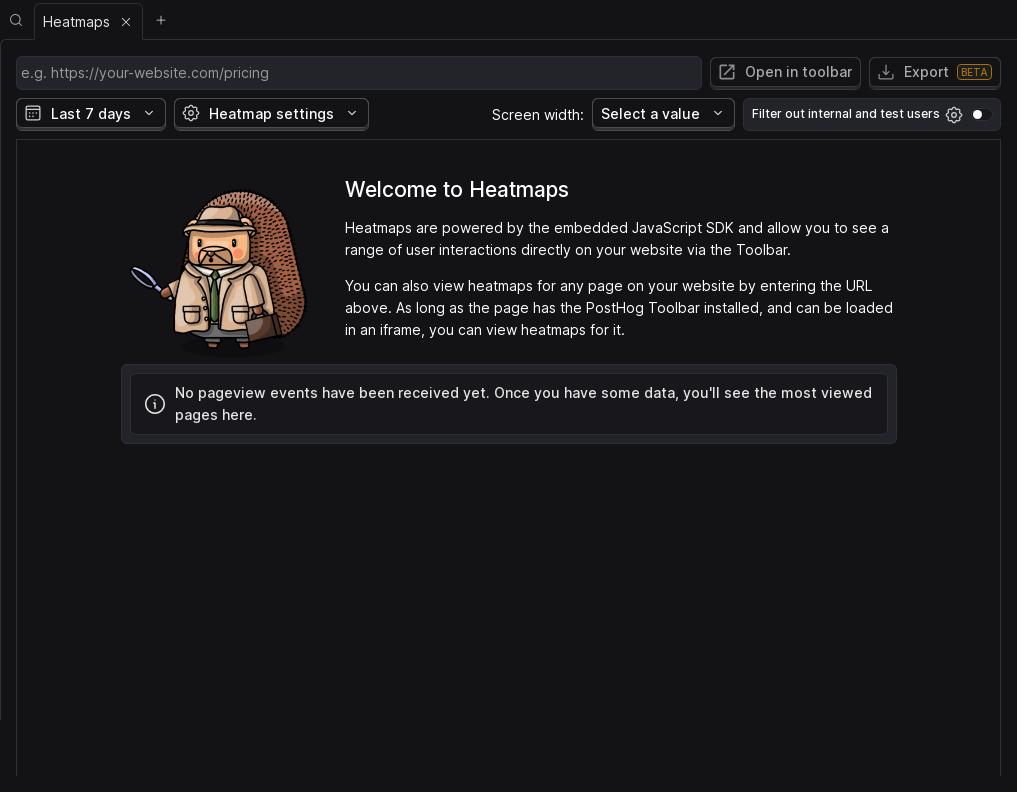 Heatmaps
e.g. https://your-website.com/pricing
Open in toolbar
Export BETA
Last 7 days
Heatmap settings
Screen width:
Select a value
Filter out internal and test users
Welcome to Heatmaps
Heatmaps are powered by the embedded JavaScript SDK and allow you to see a
range of user interactions directly on your website via the Toolbar.
You can also view heatmaps for any page on your website by entering the URL
above. As long as the page has the PostHog Toolbar installed, and can be loaded
in an iframe, you can view heatmaps for it.
No pageview events have been received yet. Once you have some data, you'll see the most viewed
pages here.